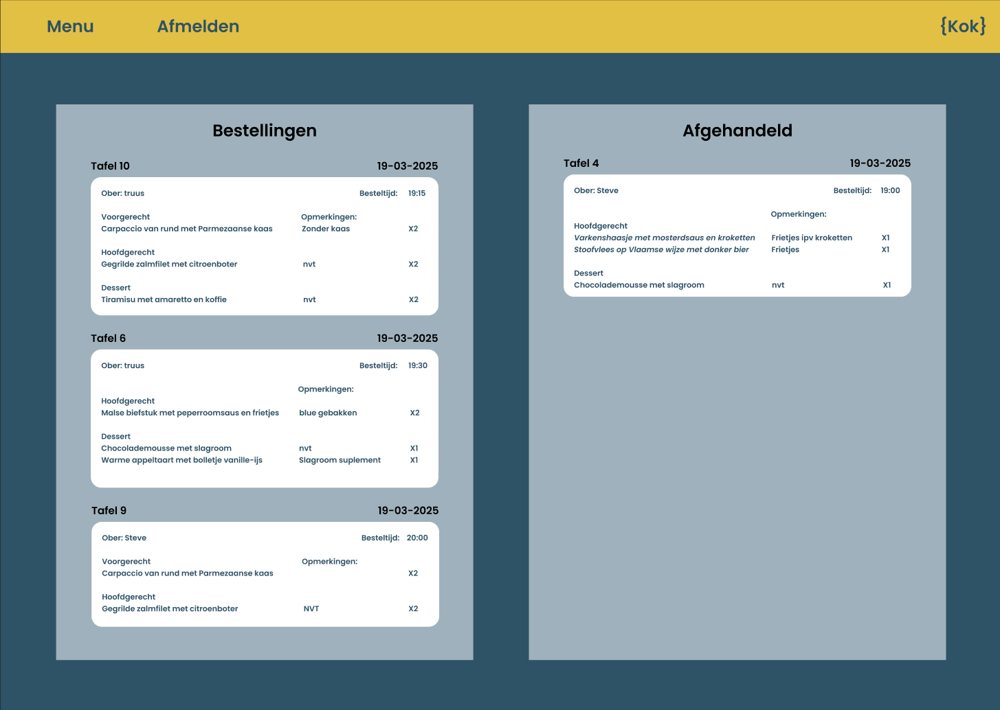 Menu Afmelden {Kok}
Bestellingen
Tafel 10 19-03-2025
Ober: truus Besteltijd: 19:15
Voorgerecht Opmerkingen:
Carpaccio van rund met Parmezaanse kaas Zonder kaas X2
Hoofdgerecht
Gegrilde zalmfilet met citroenboter nvt X2
Dessert
Tiramisu met amaretto en koffie nvt X2
Tafel 6 19-03-2025
Ober: truus Besteltijd: 19:30
Opmerkingen:
Hoofdgerecht
Malse biefstuk met peperroomsaus en frietjes blue gebakken X2
Dessert
Chocolademousse met slagroom nvt X1
Warme appeltaart met bolletje vanille-ijs Slagroom suplement X1
Tafel 9 19-03-2025
Ober: Steve Besteltijd: 20:00
Voorgerecht Opmerkingen:
Carpaccio van rund met Parmezaanse kaas X2
Hoofdgerecht
Gegrilde zalmfilet met citroenboter NVT X2
Afgehandeld
Tafel 4 19-03-2025
Ober: Steve Besteltijd: 19:00
Opmerkingen:
Hoofdgerecht
Varkenshaasje met mosterdsaus en kroketten Frietjes ipv kroketten X1
Stoofvlees op Vlaamse wijze met donker bier Frietjes X1
Dessert
Chocolademousse met slagroom nvt X1